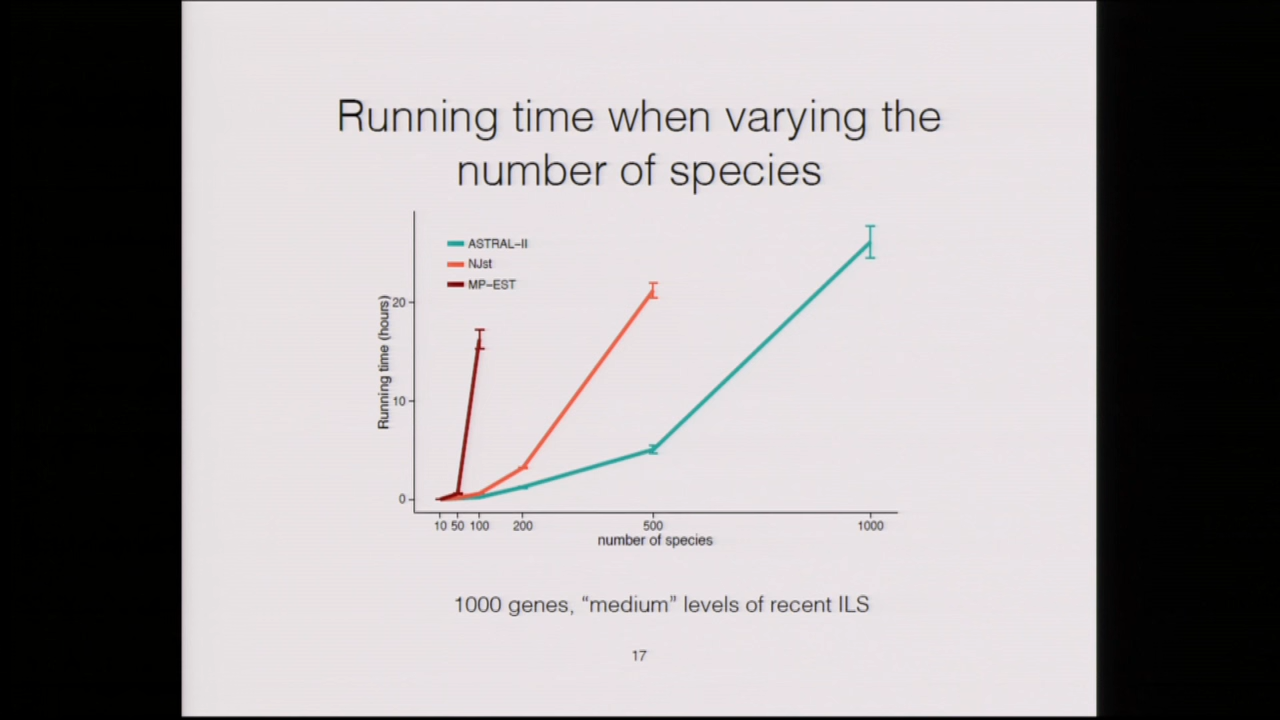 Running time when varying the
number of species
ASTRAL-II
NJst
MP-EST
Running time (hours)
20
10
0
10 50 100 200 500 1000
number of species
1000 genes, “medium” levels of recent ILS
17